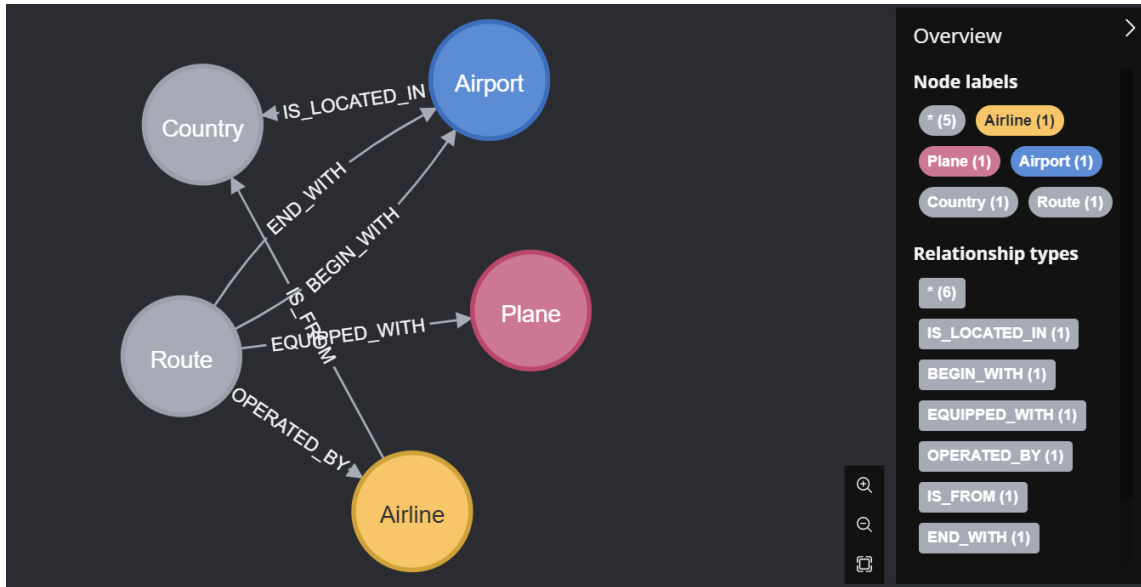 Country
IS_LOCATED_IN
Airport
END_WITH
BEGIN_WITH
IS_FROM
Plane
EQUIPPED_WITH
Route
OPERATED_BY
Airline
Overview
Node labels
* (5) Airline (1)
Plane (1) Airport (1)
Country (1) Route (1)
Relationship types
* (6)
IS_LOCATED_IN (1)
BEGIN_WITH (1)
EQUIPPED_WITH (1)
OPERATED_BY (1)
IS_FROM (1)
END_WITH (1)